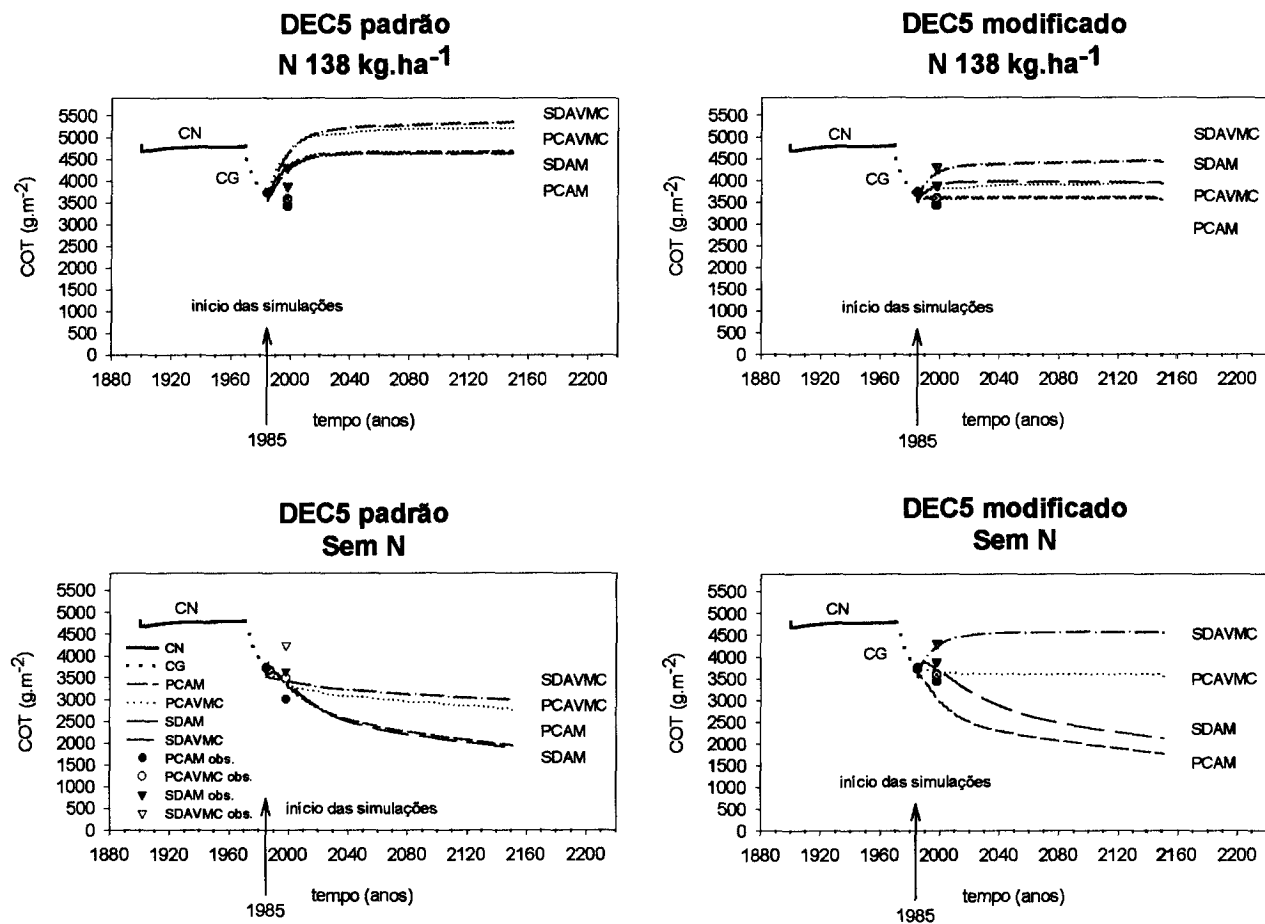 DEC5 padrão
N 138 kg.ha⁻¹
COT (g.m⁻²)
5500
5000
4500
4000
3500
3000
2500
2000
1500
1000
500
0
CN
CG
SDAVMC
PCAVMC
SDAM
PCAM
início das simulações
1880 1920 1960 2000 2040 2080 2120 2160 2200
tempo (anos)
1985
DEC5 modificado
N 138 kg.ha⁻¹
COT (g.m⁻²)
5500
5000
4500
4000
3500
3000
2500
2000
1500
1000
500
0
CN
CG
SDAVMC
SDAM
PCAVMC
PCAM
início das simulações
1880 1920 1960 2000 2040 2080 2120 2160 2200
tempo (anos)
1985
DEC5 padrão
Sem N
COT (g.m⁻²)
5500
5000
4500
4000
3500
3000
2500
2000
1500
1000
500
0
CN
CN
CG
PCAM
PCAVMC
SDAM
SDAVMC
PCAM obs.
PCAVMC obs.
SDAM obs.
SDAVMC obs.
SDAVMC
PCAVMC
PCAM
SDAM
início das simulações
1880 1920 1960 2000 2040 2080 2120 2160 2200
tempo (anos)
1985
DEC5 modificado
Sem N
COT (g.m⁻²)
5500
5000
4500
4000
3500
3000
2500
2000
1500
1000
500
0
CN
CG
SDAVMC
PCAVMC
SDAM
PCAM
início das simulações
1880 1920 1960 2000 2040 2080 2120 2160 2200
tempo (anos)
1985